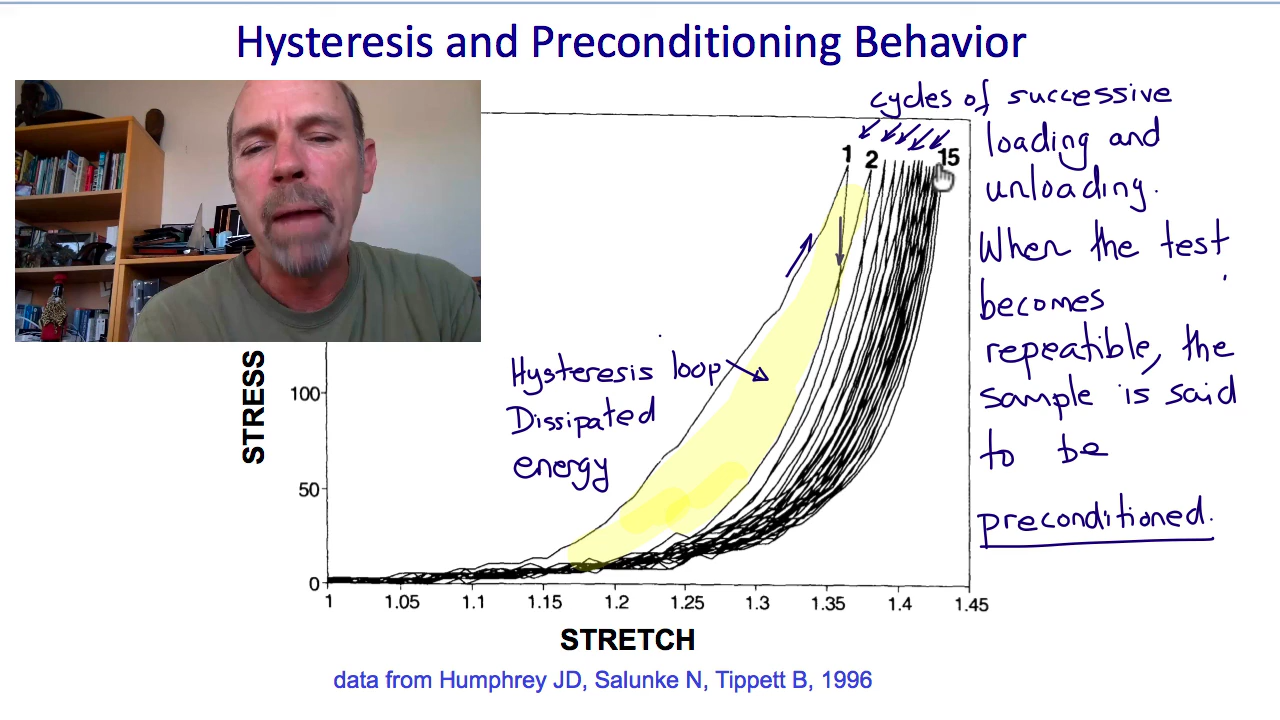 Hysteresis and Preconditioning Behavior
cycles of successive
loading and
unloading.
When the test
becomes
repeatible, the
sample is said
to be
preconditioned.
1 2 15
Hysteresis loop
Dissipated
energy
STRESS
100
50
0
1 1.05 1.1 1.15 1.2 1.25 1.3 1.35 1.4 1.45
STRETCH
data from Humphrey JD, Salunke N, Tippett B, 1996